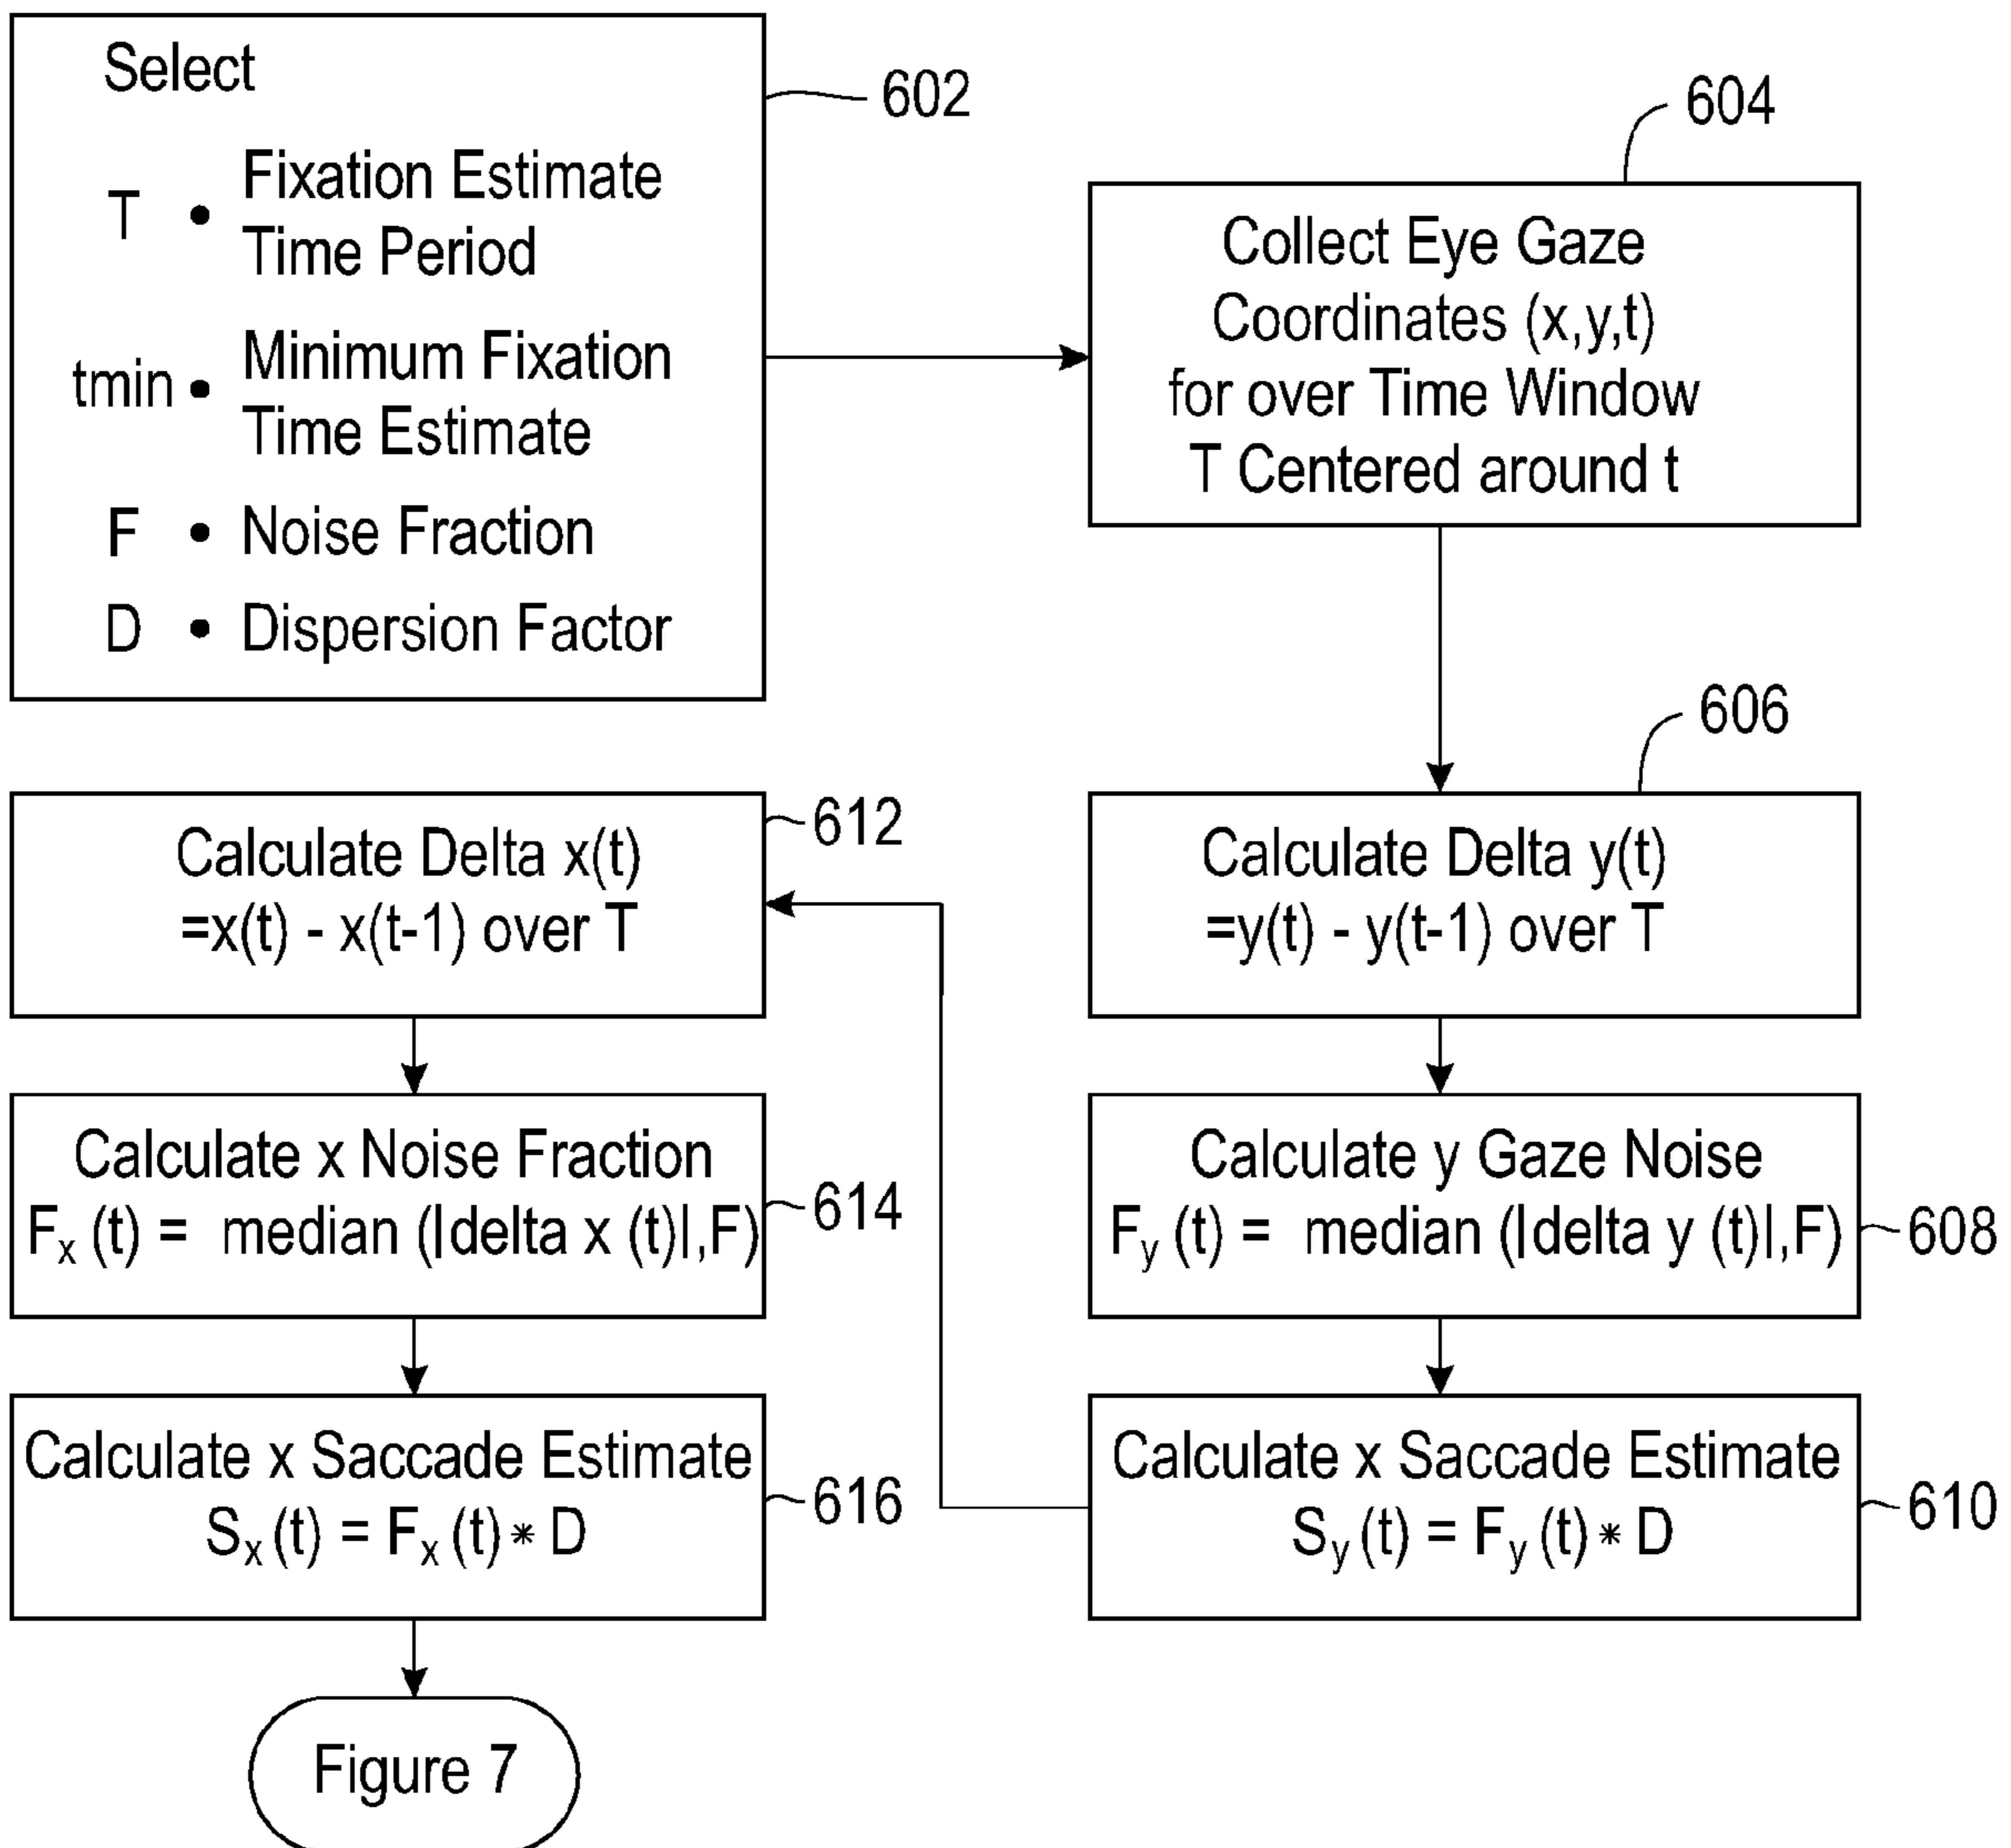 Select
T • Fixation Estimate
Time Period
tmin • Minimum Fixation
Time Estimate
F • Noise Fraction
D • Dispersion Factor
602
604
Collect Eye Gaze
Coordinates (x,y,t)
for over Time Window
T Centered around t
606
Calculate Delta y(t)
=y(t) - y(t-1) over T
Calculate y Gaze Noise
Fy (t) = median (|delta y (t)|,F)
608
Calculate x Saccade Estimate
Sy (t) = Fy (t) * D
610
612
Calculate Delta x(t)
=x(t) - x(t-1) over T
Calculate x Noise Fraction
Fx (t) = median (|delta x (t)|,F)
614
Calculate x Saccade Estimate
Sx (t) = Fx (t) * D
616
Figure 7